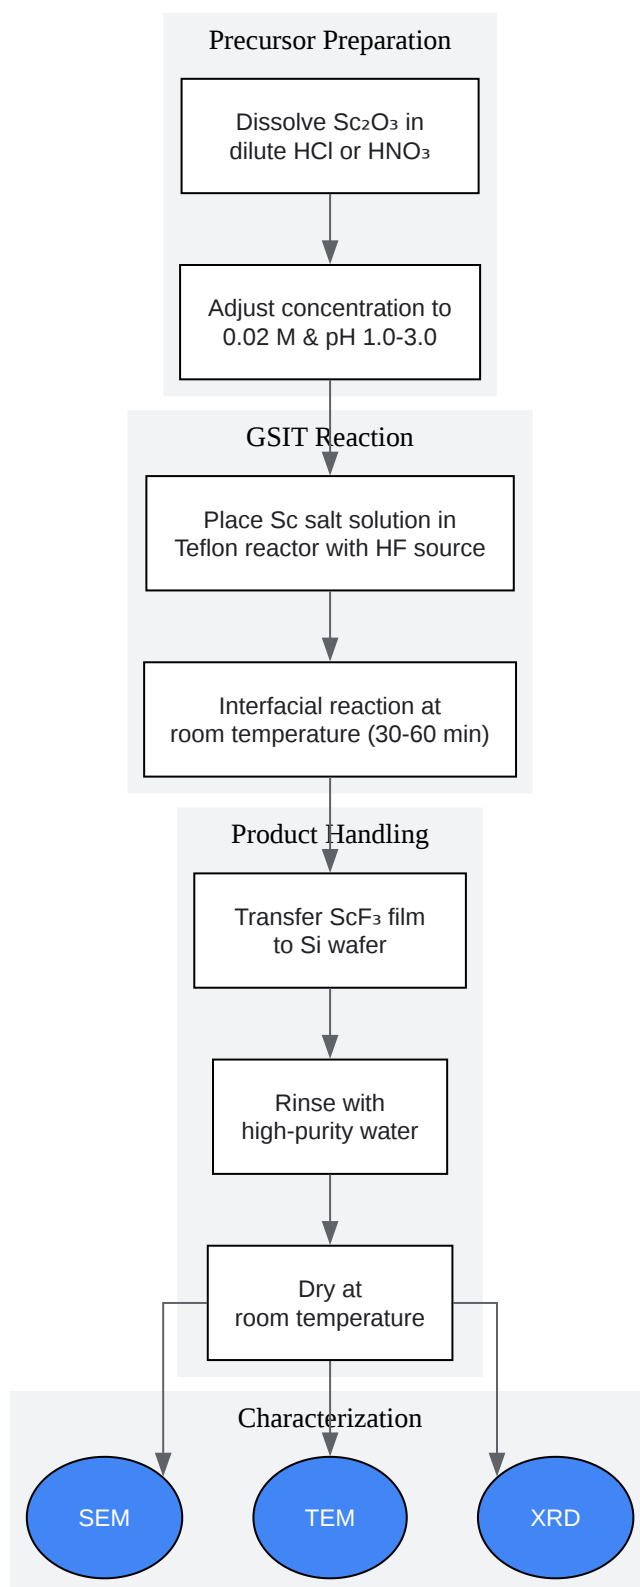 Precursor Preparation
Dissolve Sc₂O₃ in
dilute HCl or HNO₃
Adjust concentration to
0.02 M & pH 1.0-3.0
GSIT Reaction
Place Sc salt solution in
Teflon reactor with HF source
Interfacial reaction at
room temperature (30-60 min)
Product Handling
Transfer ScF₃ film
to Si wafer
Rinse with
high-purity water
Dry at
room temperature
Characterization
SEM
TEM
XRD